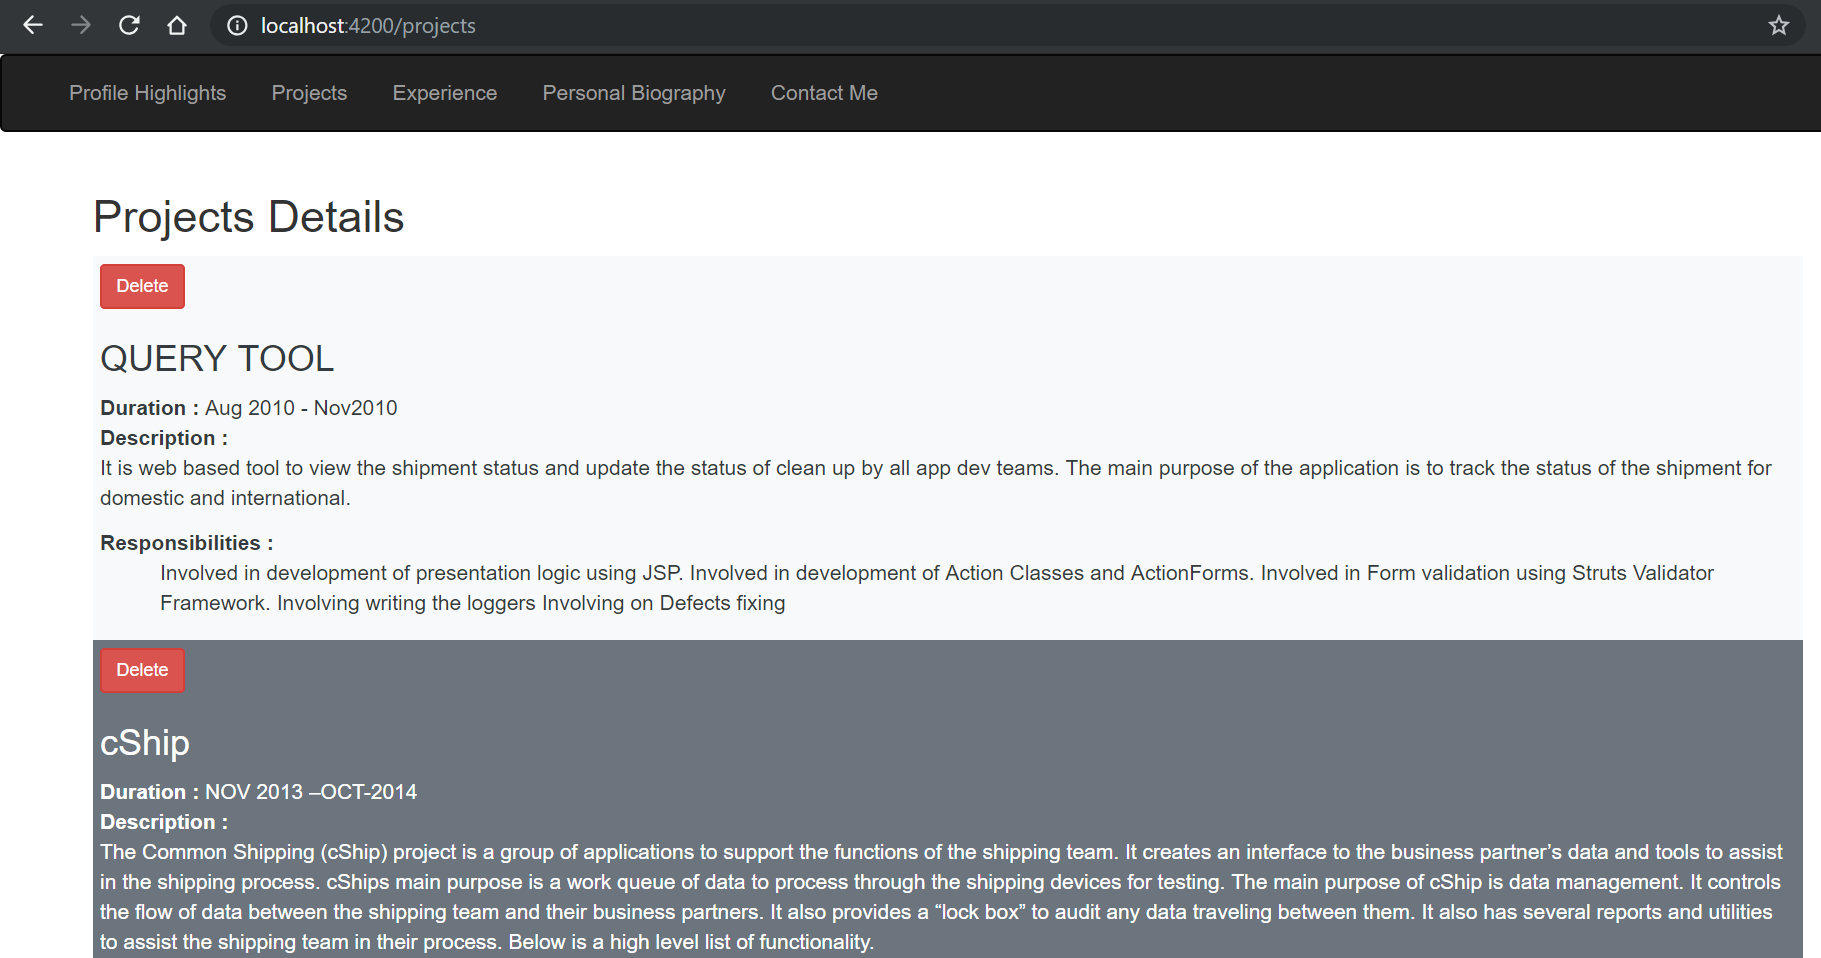 localhost:4200/projects
Profile Highlights Projects Experience Personal Biography Contact Me
Projects Details
Delete
QUERY TOOL
Duration : Aug 2010 - Nov2010
Description :
It is web based tool to view the shipment status and update the status of clean up by all app dev teams. The main purpose of the application is to track the status of the shipment for
domestic and international.
Responsibilities :
Involved in development of presentation logic using JSP. Involved in development of Action Classes and ActionForms. Involved in Form validation using Struts Validator
Framework. Involving writing the loggers Involving on Defects fixing
Delete
cShip
Duration : NOV 2013 –OCT-2014
Description :
The Common Shipping (cShip) project is a group of applications to support the functions of the shipping team. It creates an interface to the business partner’s data and tools to assist
in the shipping process. cShips main purpose is a work queue of data to process through the shipping devices for testing. The main purpose of cShip is data management. It controls
the flow of data between the shipping team and their business partners. It also provides a “lock box” to audit any data traveling between them. It also has several reports and utilities
to assist the shipping team in their process. Below is a high level list of functionality.